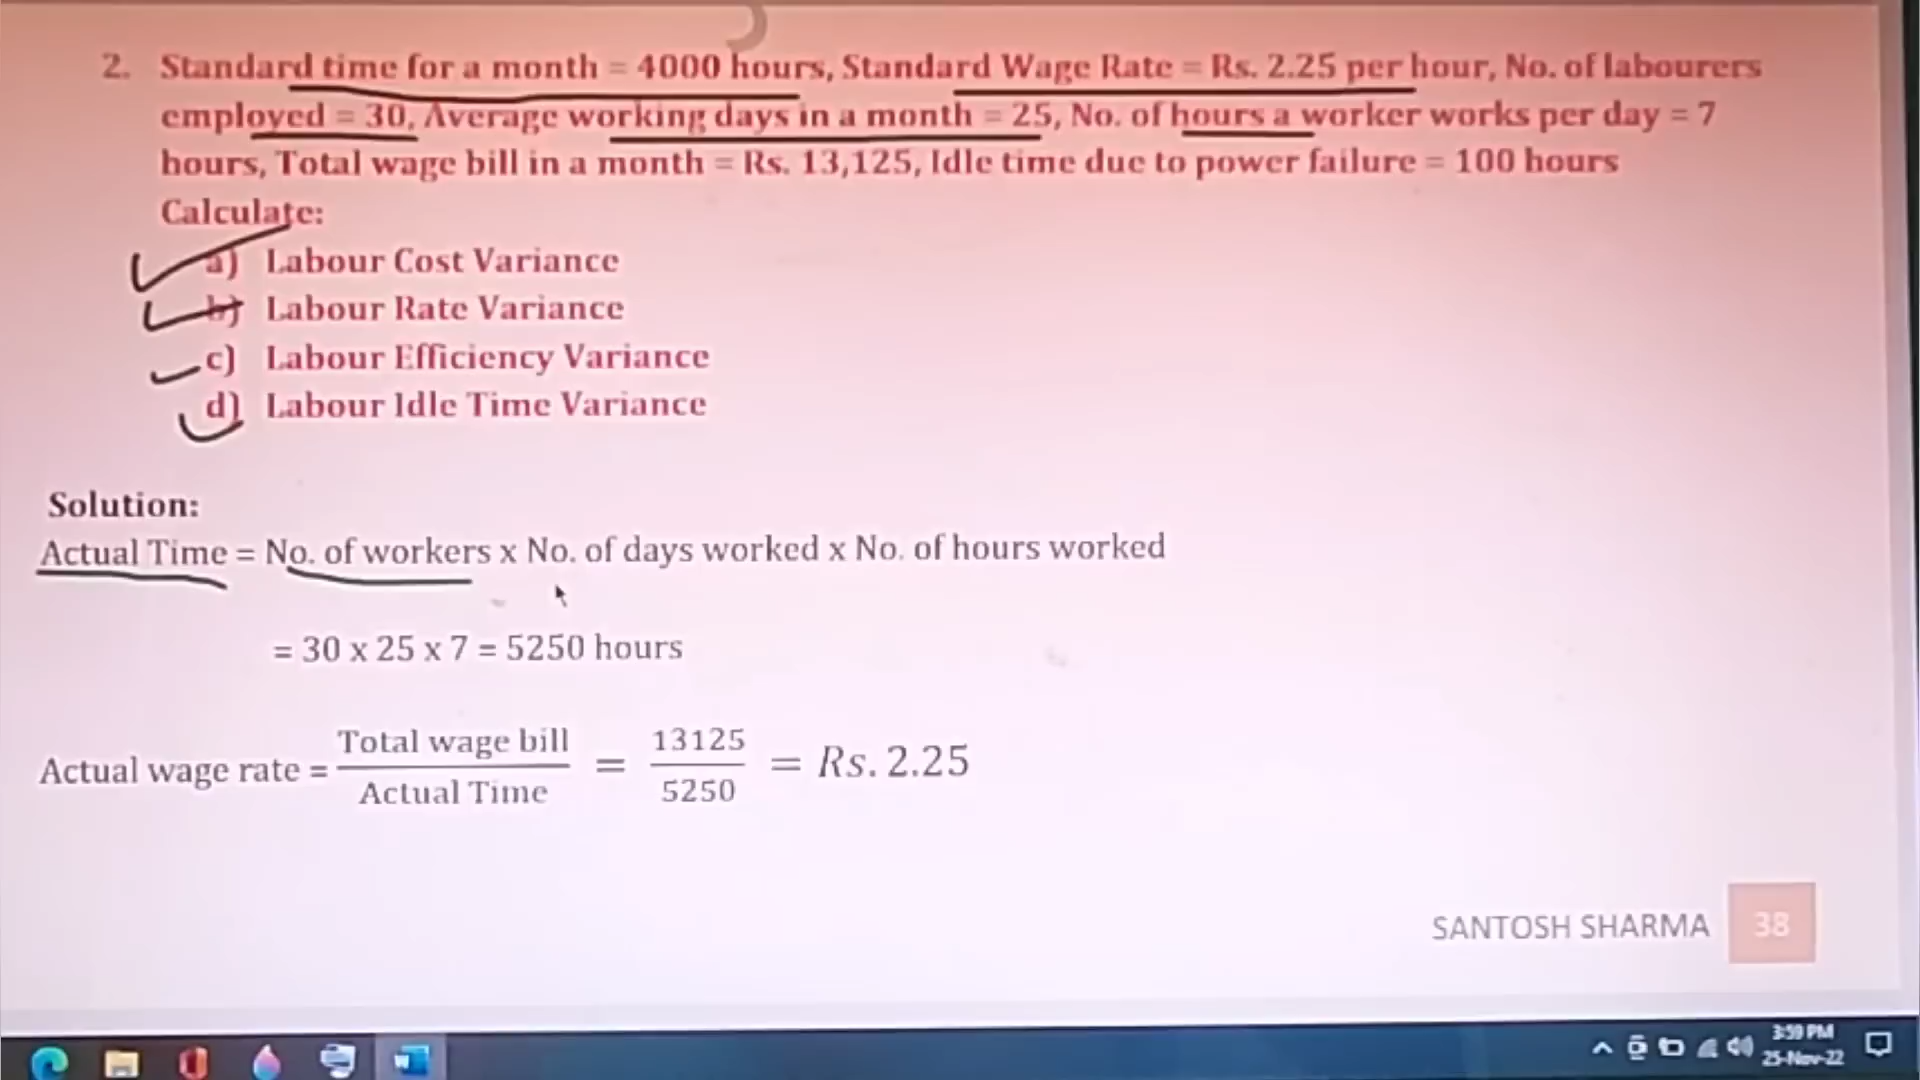 2. Standard time for a month = 4000 hours, Standard Wage Rate = Rs. 2.25 per hour, No. of labourers
employed = 30, Average working days in a month = 25, No. of hours a worker works per day = 7
hours, Total wage bill in a month = Rs. 13,125, Idle time due to power failure = 100 hours
Calculate:
a) Labour Cost Variance
b) Labour Rate Variance
c) Labour Efficiency Variance
d) Labour Idle Time Variance
Solution:
Actual Time = No. of workers x No. of days worked x No. of hours worked
= 30 x 25 x 7 = 5250 hours
Actual wage rate = Total wage bill / Actual Time = 13125 / 5250 = Rs. 2.25
SANTOSH SHARMA 38
3:59 PM
25-Nov-22